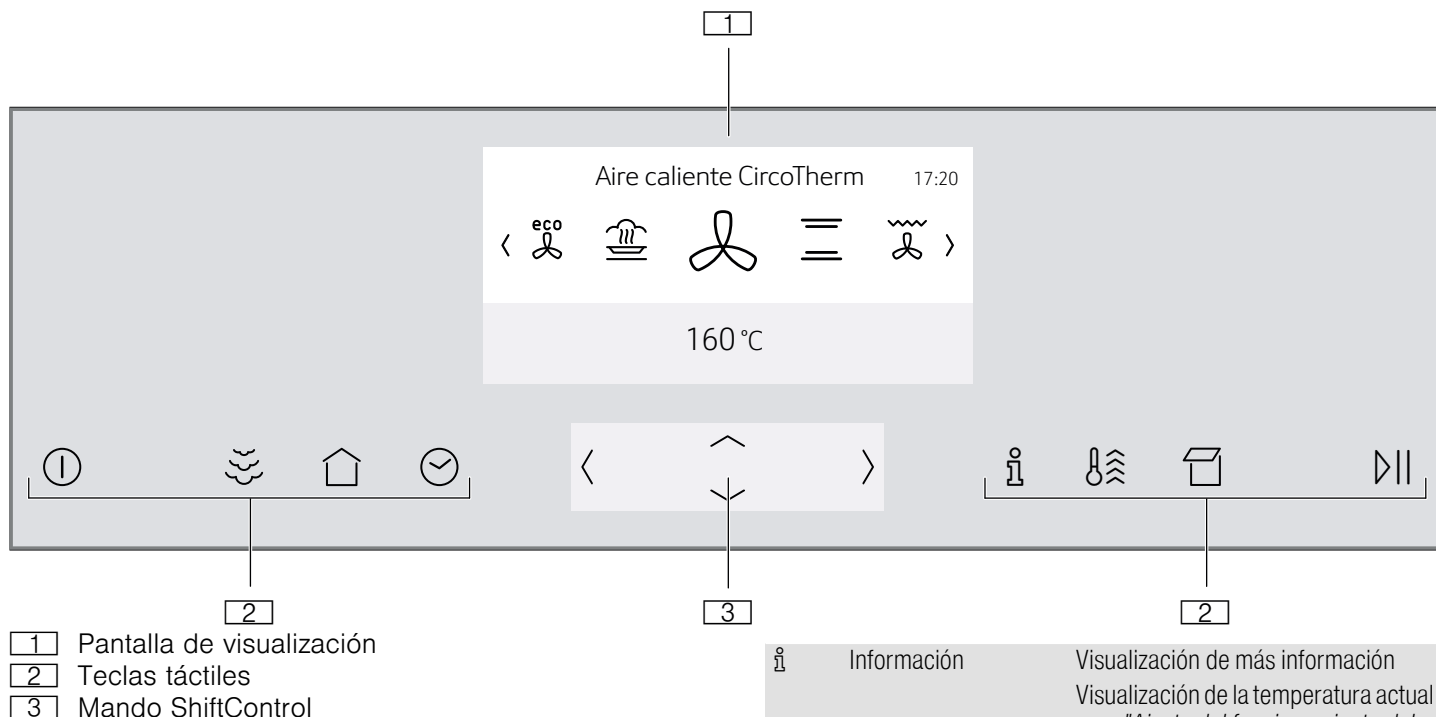 1
Aire caliente CircoTherm 17:20
eco
160 °C
2
3
2
1 Pantalla de visualización
2 Teclas táctiles
3 Mando ShiftControl
i Información Visualización de más información
Visualización de la temperatura actual